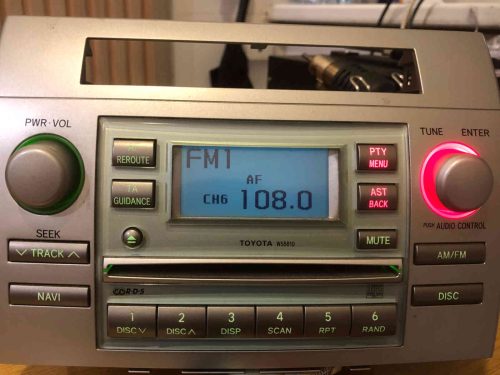 PWR·VOL
REROUTE
TA
GUIDANCE
FM1
AF
CH6 108.0
PTY
MENU
AST
BACK
TUNE ENTER
PUSH AUDIO CONTROL
SEEK
∨ TRACK ∧
TOYOTA W58810
MUTE
AM/FM
NAVI
R·D·S
DISC
1
DISC ∨
2
DISC ∧
3
DISP
4
SCAN
5
RPT
6
RAND